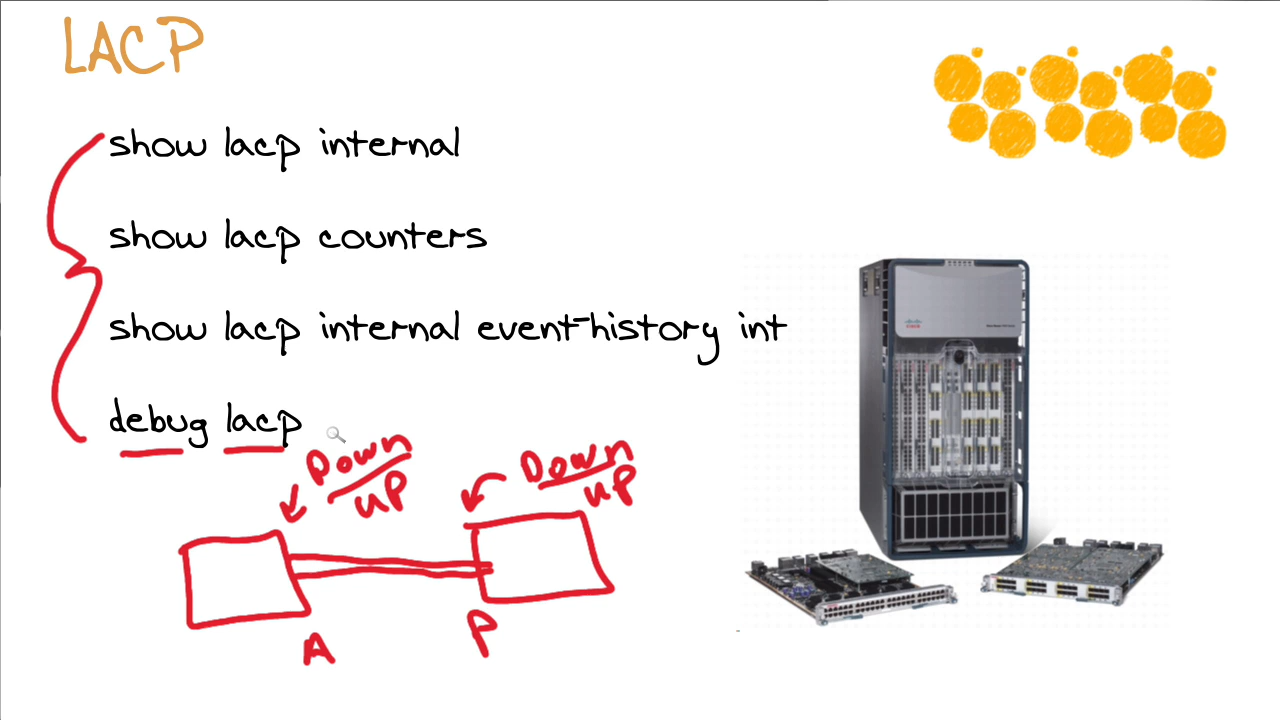 LACP
show lacp internal
show lacp counters
show lacp internal event-history int
debug lacp
Down
UP
Down
UP
A
P
CISCO